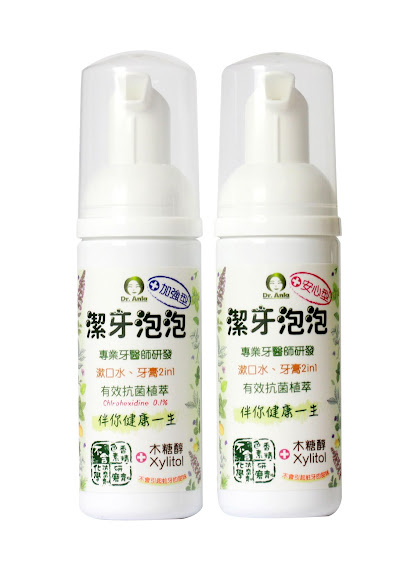 Dr. Anla
加強型
潔牙泡泡
專業牙醫師研發
漱口水、牙膏2in1
有效抗菌植萃
Chlrohexidine 0.1%
伴你健康一生
木糖醇
+Xylitol
Dr. Anla
安心型
潔牙泡泡
專業牙醫師研發
漱口水、牙膏2in1
有效抗菌植萃
伴你健康一生
木糖醇
+Xylitol